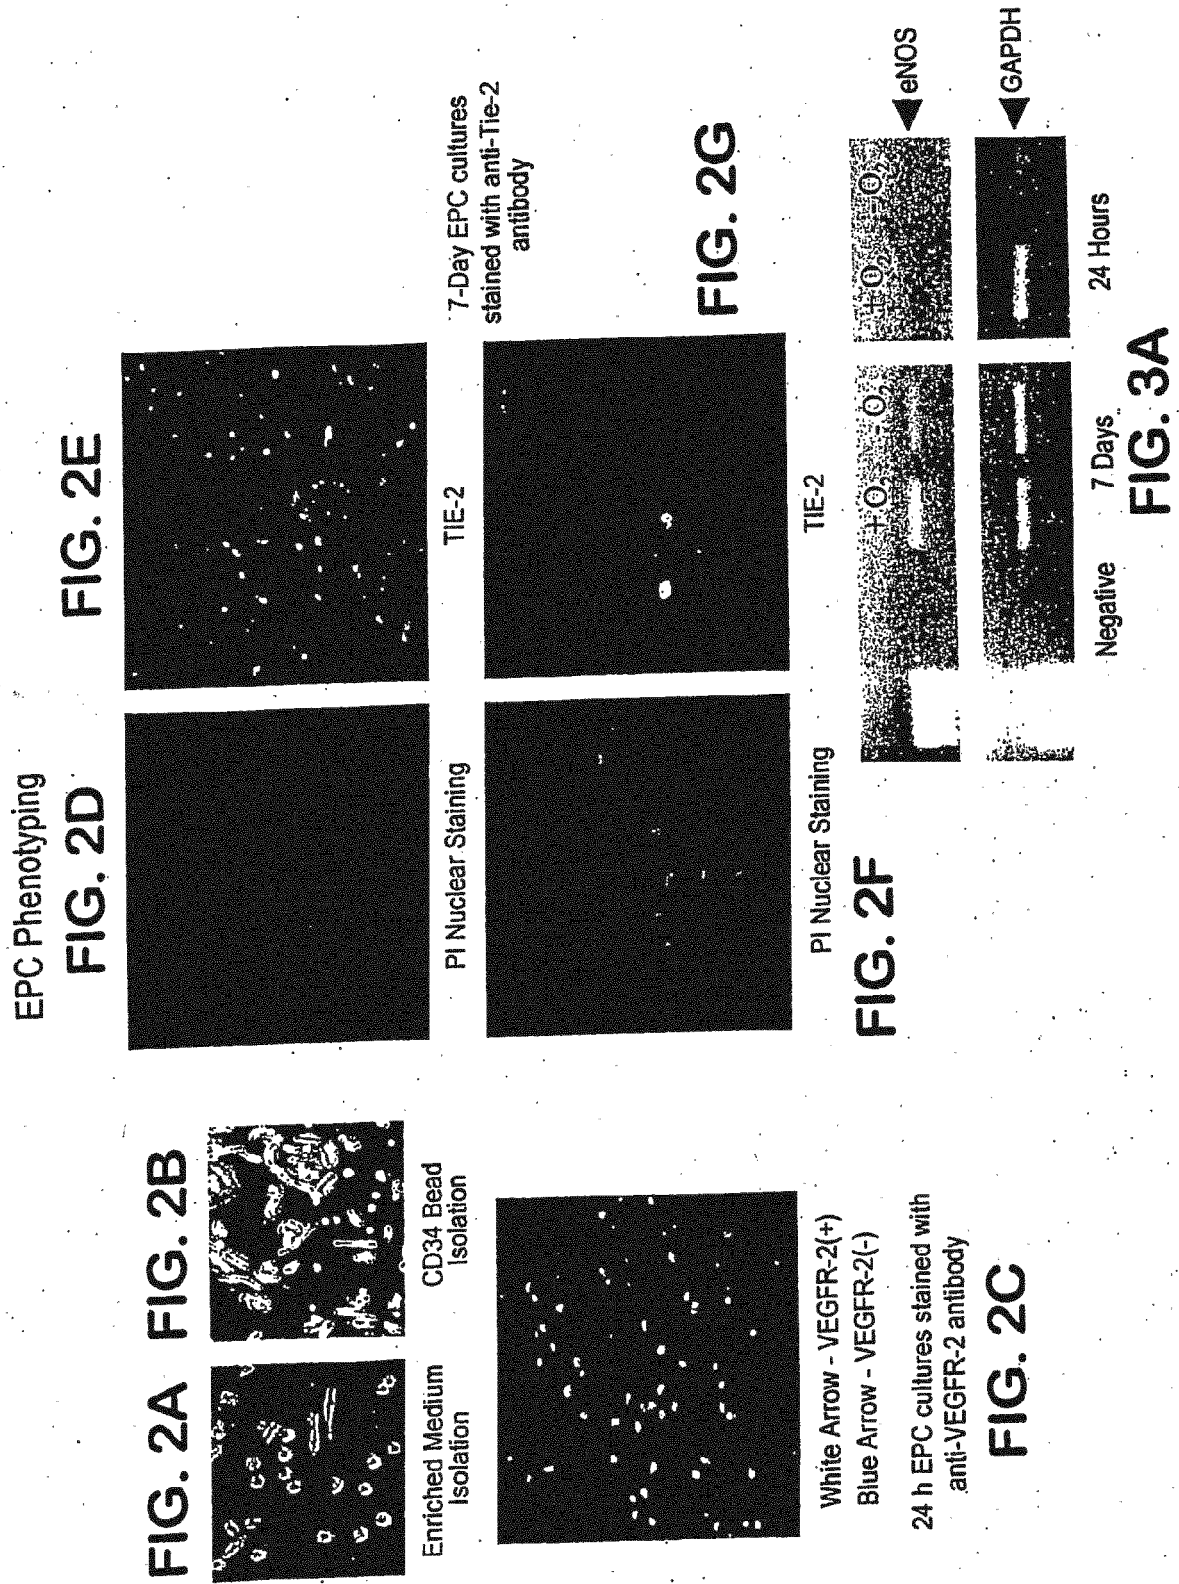 EPC Phenotyping
FIG. 2A
Enriched Medium
Isolation
FIG. 2B
CD34 Bead
Isolation
White Arrow - VEGFR-2(+)
Blue Arrow - VEGFR-2(-)
24 h EPC cultures stained with
anti-VEGFR-2 antibody
FIG. 2C
FIG. 2D
PI Nuclear Staining
FIG. 2E
TIE-2
7-Day EPC cultures
stained with anti-Tie-2
antibody
PI Nuclear Staining
FIG. 2F
TIE-2
FIG. 2G
+O2 -O2 +O2 -O2
eNOS
GAPDH
Negative 7 Days 24 Hours
FIG. 3A